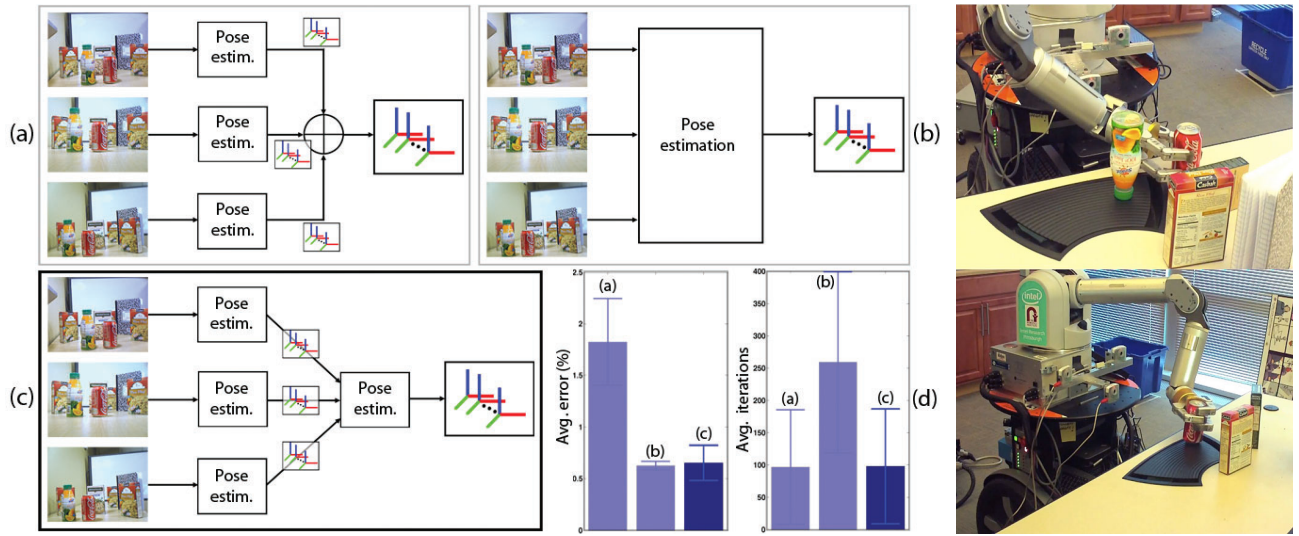 (a)
Pose
estim.
Pose
estim.
Pose
estim.
Pose
estimation
(b)
(c)
Pose
estim.
Pose
estim.
Pose
estim.
Pose
estim.
2.5
2
1.5
1
0.5
0
Avg. error (%)
(a)
(b)
(c)
400
350
300
250
200
150
100
50
0
Avg. iterations
(a)
(b)
(c)
(d)
RECYCLE
Casbah
intel